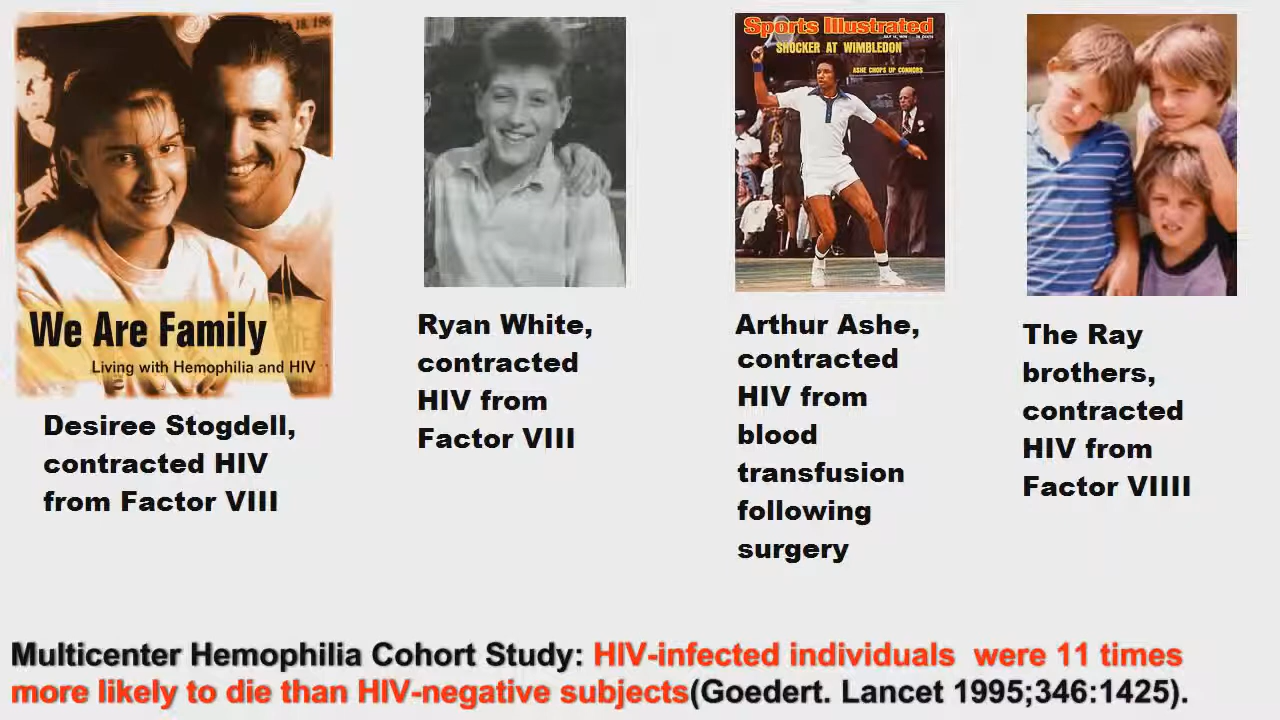 We Are Family
Living with Hemophilia and HIV
Desiree Stogdell,
contracted HIV
from Factor VIII
Ryan White,
contracted
HIV from
Factor VIII
Sports Illustrated
SHOCKER AT WIMBLEDON
ASHE CHOPS UP CONNORS
Arthur Ashe,
contracted
HIV from
blood
transfusion
following
surgery
The Ray
brothers,
contracted
HIV from
Factor VIIII
Multicenter Hemophilia Cohort Study: HIV-infected individuals were 11 times
more likely to die than HIV-negative subjects(Goedert. Lancet 1995;346:1425).